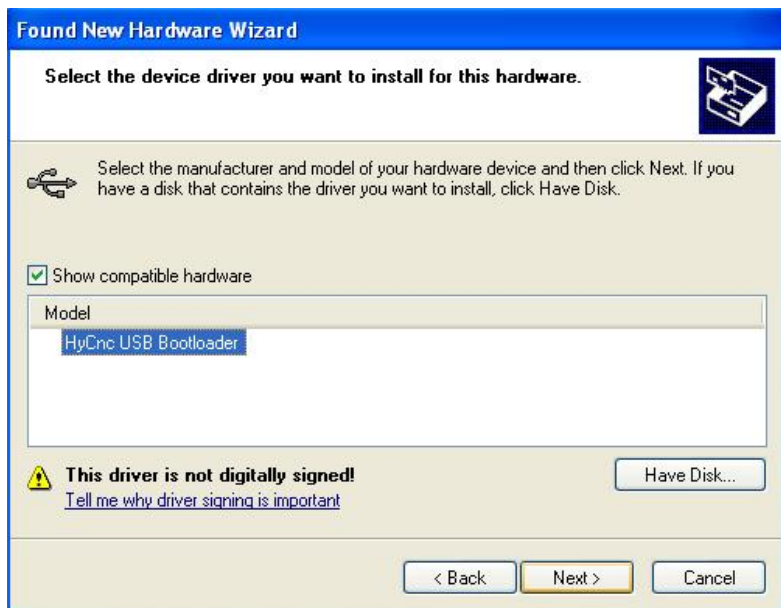 Found New Hardware Wizard
Select the device driver you want to install for this hardware.
Select the manufacturer and model of your hardware device and then click Next. If you
have a disk that contains the driver you want to install, click Have Disk.
Show compatible hardware
Model
HyCnc USB Bootloader
This driver is not digitally signed!
Have Disk...
Tell me why driver signing is important
< Back
Next >
Cancel